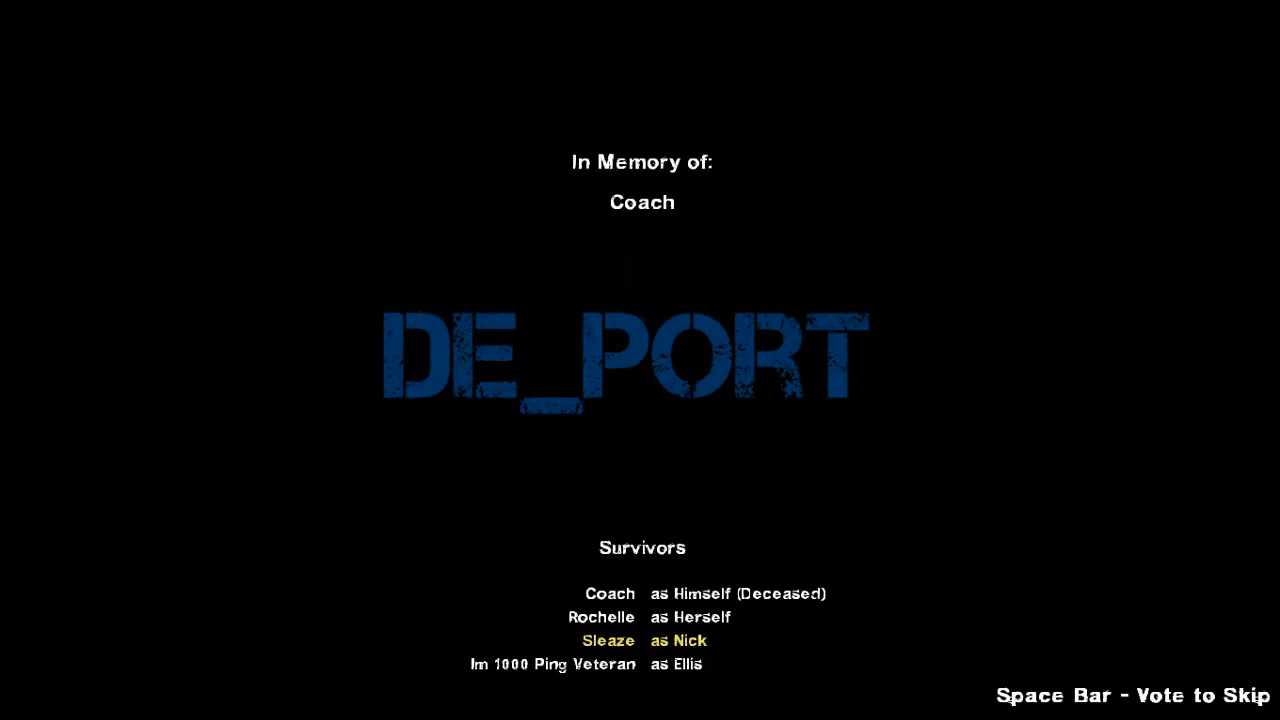 In Memory of:
Coach
DE_PORT
Survivors
Coach as Himself (Deceased)
Rochelle as Herself
Sleaze as Nick
Im 1000 Ping Veteran as Ellis
Space Bar - Vote to Skip